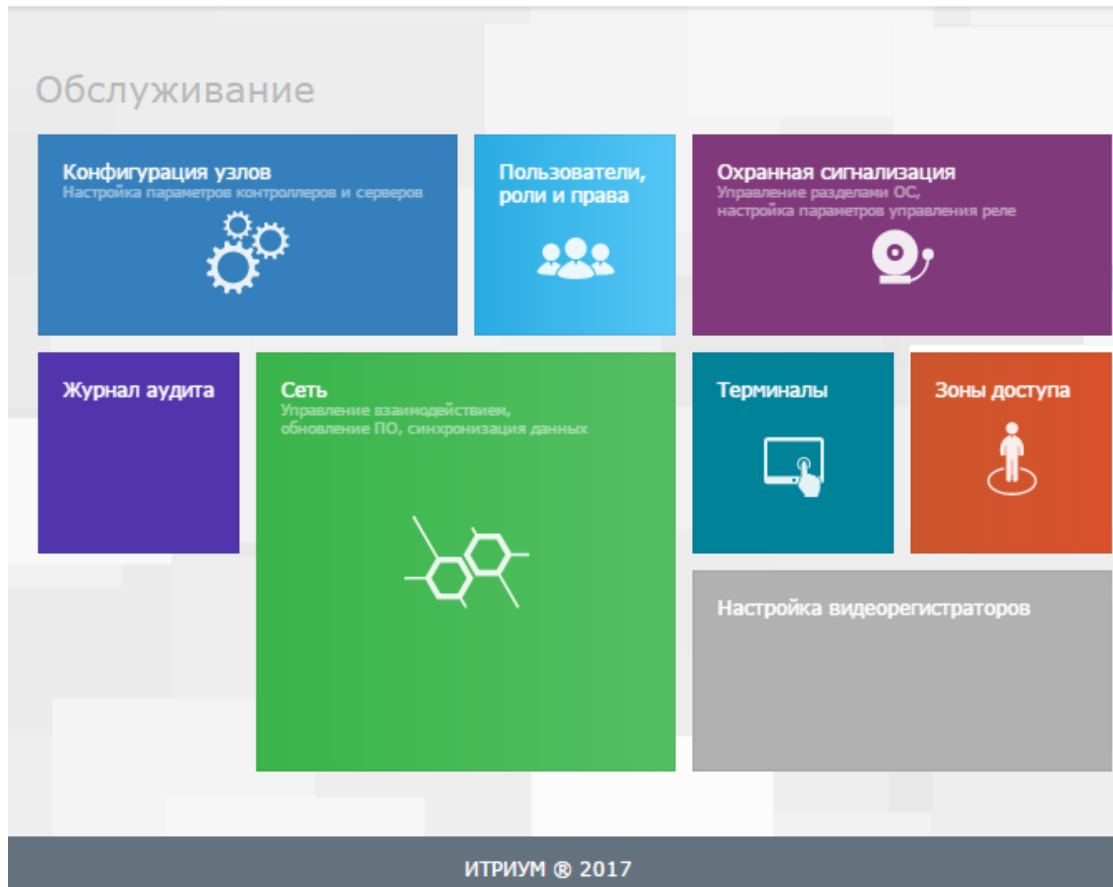 Обслуживание
Конфигурация узлов
Настройка параметров контроллеров и серверов
Пользователи,
роли и права
Охранная сигнализация
Управление разделами ОС,
настройка параметров управления реле
Журнал аудита
Сеть
Управление взаимодействием,
обновление ПО, синхронизация данных
Терминалы
Зоны доступа
Настройка видеорегистраторов
ИТРИУМ ® 2017